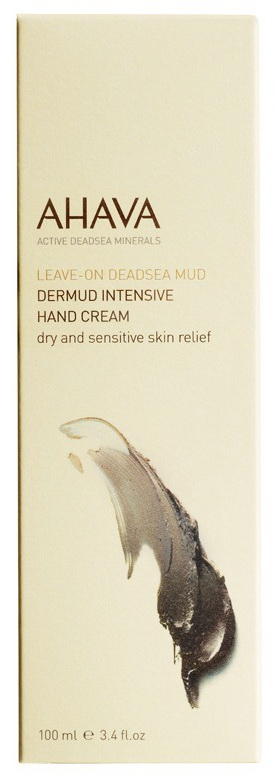 AHAVA
ACTIVE DEADSEA MINERALS
LEAVE-ON DEADSEA MUD
DERMUD INTENSIVE
HAND CREAM
dry and sensitive skin relief
100 ml ℮ 3.4 fl.oz